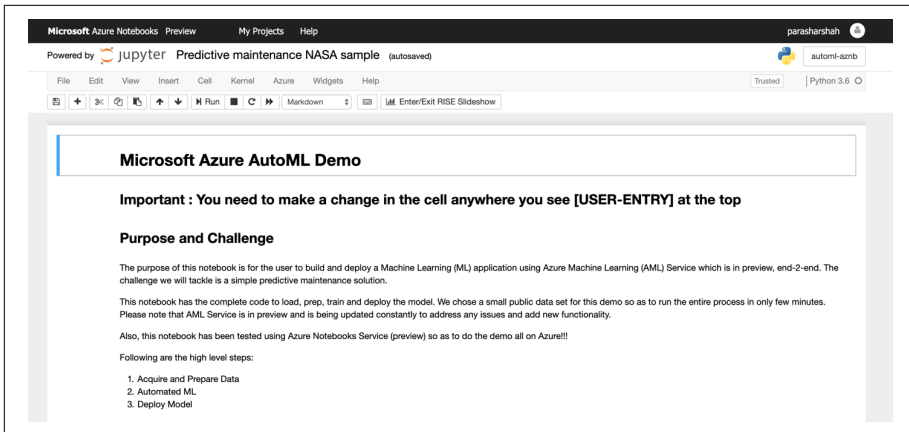 Microsoft Azure Notebooks Preview My Projects Help parasharshah
Powered by jupyter Predictive maintenance NASA sample (autosaved) automl-aznb
File Edit View Insert Cell Kernel Azure Widgets Help Trusted Python 3.6
Run Markdown Enter/Exit RISE Slideshow
Microsoft Azure AutoML Demo
Important : You need to make a change in the cell anywhere you see [USER-ENTRY] at the top
Purpose and Challenge
The purpose of this notebook is for the user to build and deploy a Machine Learning (ML) application using Azure Machine Learning (AML) Service which is in preview, end-2-end. The
challenge we will tackle is a simple predictive maintenance solution.
This notebook has the complete code to load, prep, train and deploy the model. We chose a small public data set for this demo so as to run the entire process in only few minutes.
Please note that AML Service is in preview and is being updated constantly to address any issues and add new functionality.
Also, this notebook has been tested using Azure Notebooks Service (preview) so as to do the demo all on Azure!!!
Following are the high level steps:
1. Acquire and Prepare Data
2. Automated ML
3. Deploy Model